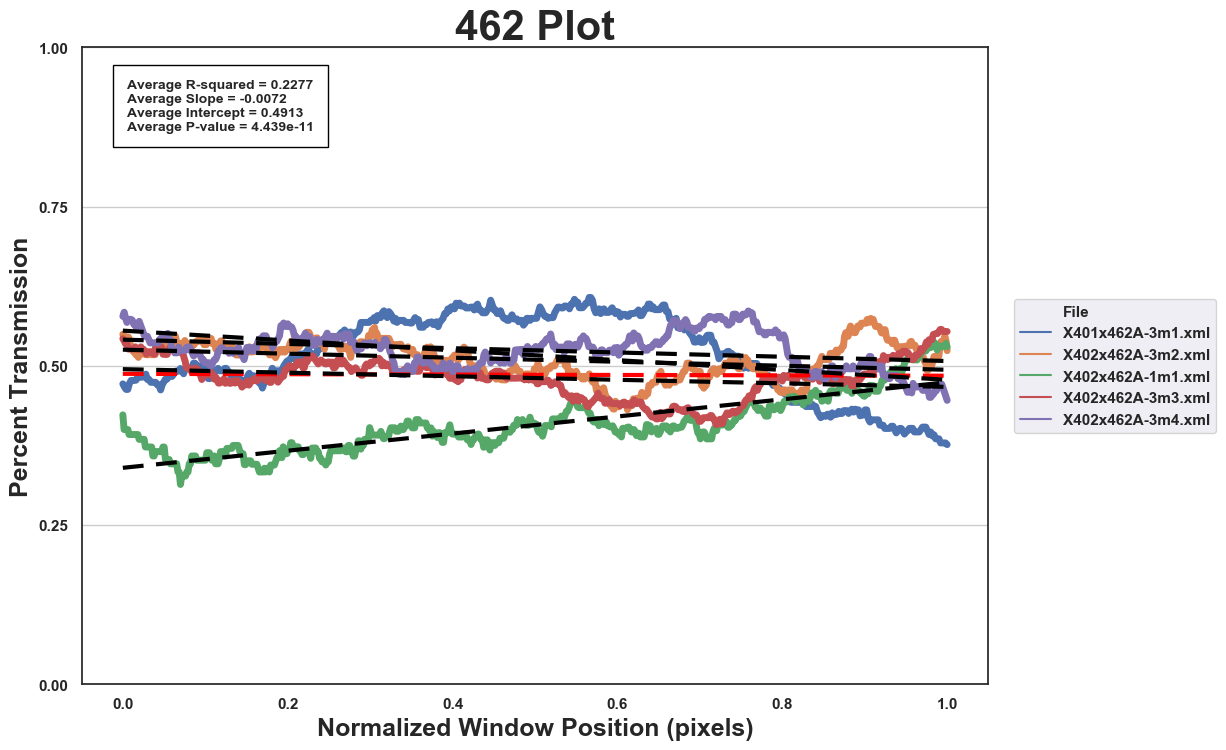 462 Plot
1.00
Average R-squared = 0.2277
Average Slope = -0.0072
Average Intercept = 0.4913
Average P-value = 4.439e-11
0.75
0.50
0.25
0.00
Percent Transmission
0.0 0.2 0.4 0.6 0.8 1.0
Normalized Window Position (pixels)
File
X401x462A-3m1.xml
X402x462A-3m2.xml
X402x462A-1m1.xml
X402x462A-3m3.xml
X402x462A-3m4.xml